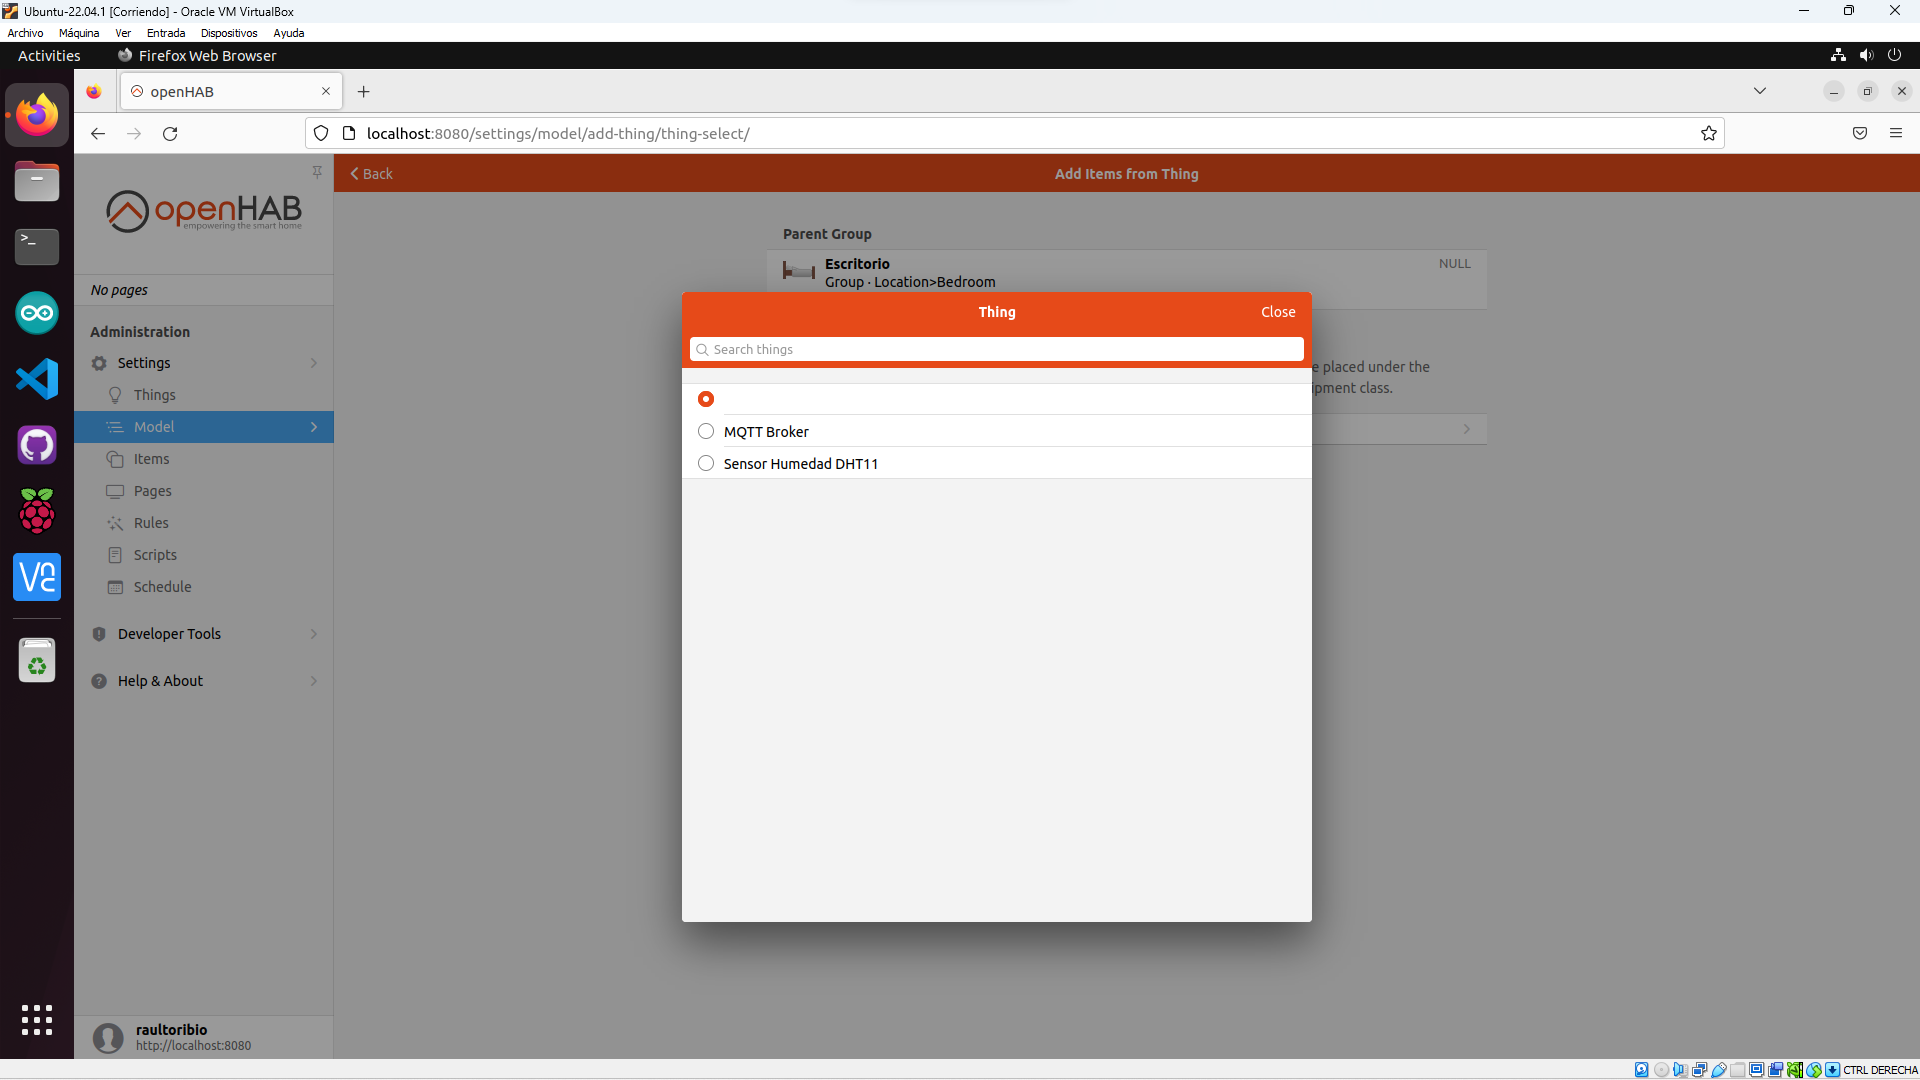 Ubuntu-22.04.1 [Corriendo] - Oracle VM VirtualBox
Archivo Máquina Ver Entrada Dispositivos Ayuda
Activities Firefox Web Browser
openHAB
localhost:8080/settings/model/add-thing/thing-select/
Back Add Items from Thing
openHAB
empowering the smart home
No pages
Administration
Settings
Things
Model
Items
Pages
Rules
Scripts
Schedule
Developer Tools
Help & About
raultoribio
http://localhost:8080
Parent Group
Escritorio NULL
Group · Location>Bedroom
Thing Close
Search things
MQTT Broker
Sensor Humedad DHT11
e placed under the
ipment class.
CTRL DERECHA